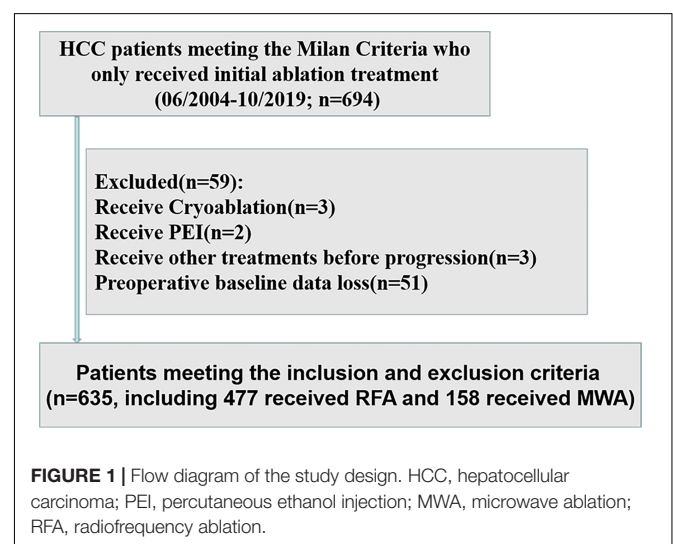 HCC patients meeting the Milan Criteria who
only received initial ablation treatment
(06/2004-10/2019; n=694)
Excluded(n=59):
Receive Cryoablation(n=3)
Receive PEI(n=2)
Receive other treatments before progression(n=3)
Preoperative baseline data loss(n=51)
Patients meeting the inclusion and exclusion criteria
(n=635, including 477 received RFA and 158 received MWA)
FIGURE 1 | Flow diagram of the study design. HCC, hepatocellular
carcinoma; PEI, percutaneous ethanol injection; MWA, microwave ablation;
RFA, radiofrequency ablation.